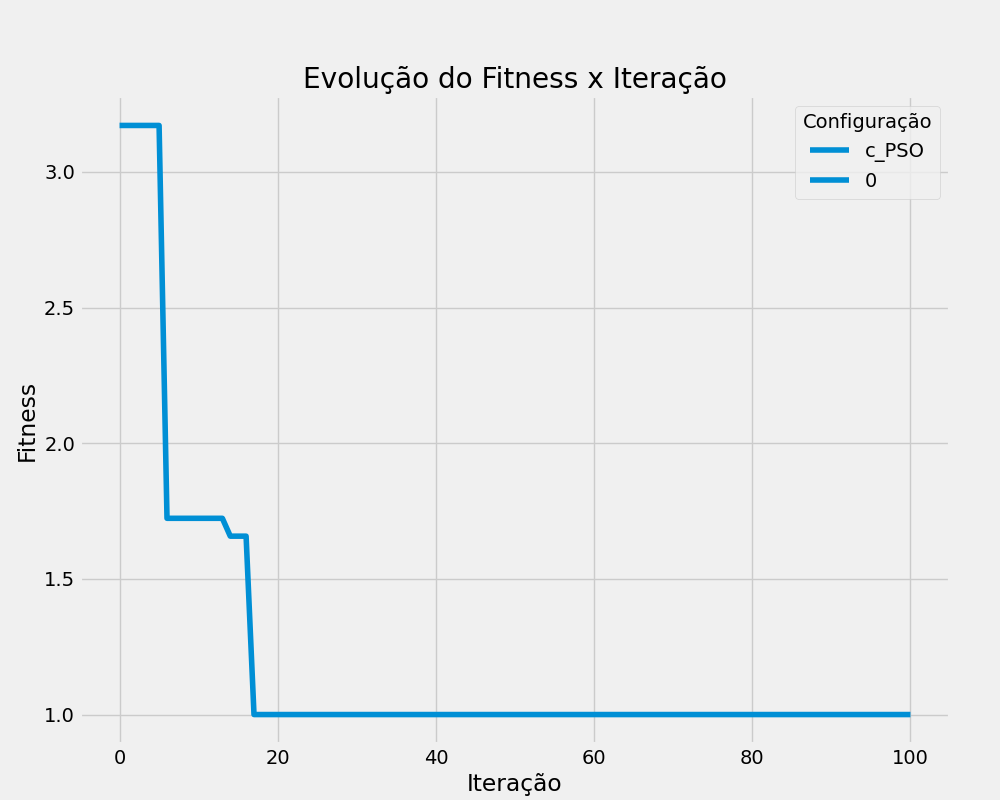 Evolução do Fitness x Iteração
Configuração
c_PSO
0
3.0
2.5
2.0
1.5
1.0
Fitness
0 20 40 60 80 100
Iteração